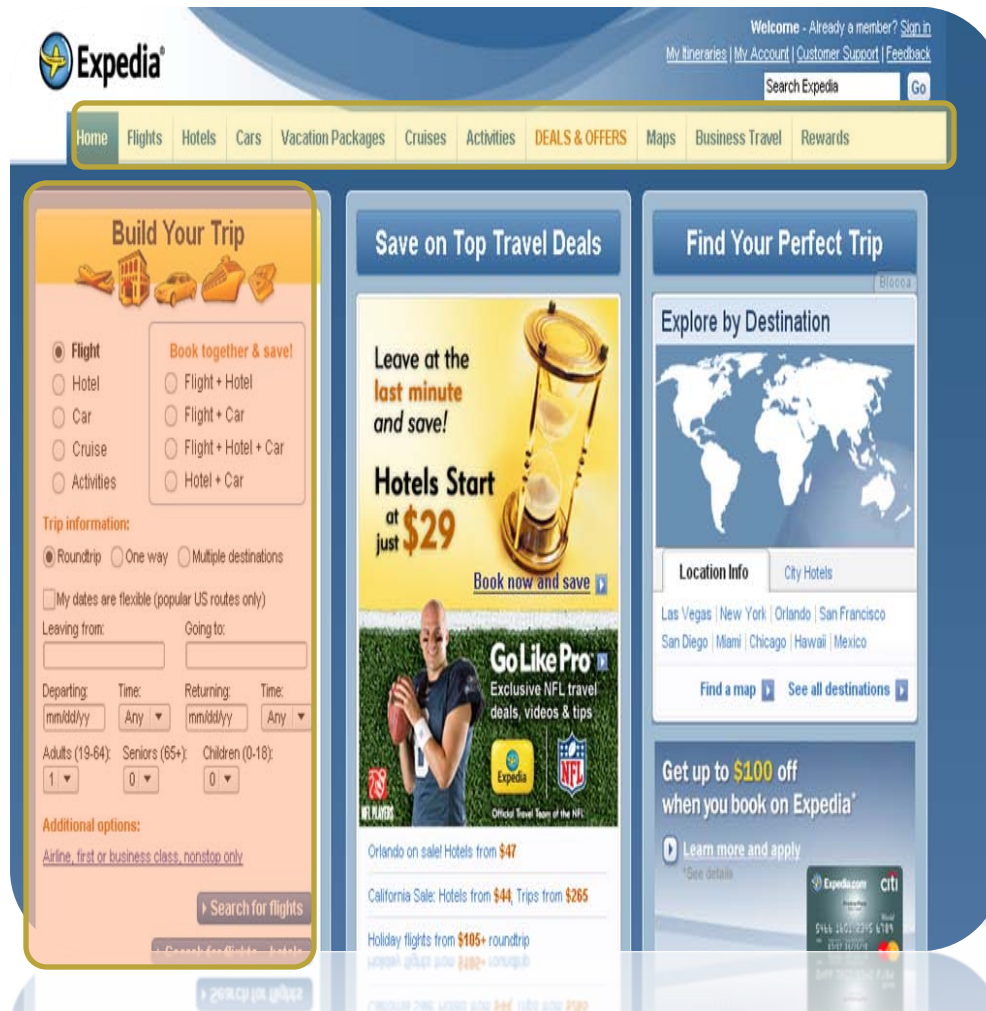 Expedia®
Welcome - Already a member? Sign in
My Itineraries | My Account | Customer Support | Feedback
Search Expedia Go
Home Flights Hotels Cars Vacation Packages Cruises Activities DEALS & OFFERS Maps Business Travel Rewards
Build Your Trip
Flight
Hotel
Car
Cruise
Activities
Book together & save!
Flight + Hotel
Flight + Car
Flight + Hotel + Car
Hotel + Car
Trip information:
Roundtrip One way Multiple destinations
My dates are flexible (popular US routes only)
Leaving from: Going to:
Departing: Time: Returning: Time:
mm/dd/yy Any mm/dd/yy Any
Adults (19-64): Seniors (65+): Children (0-18):
1 0 0
Additional options:
Airline, first or business class, nonstop only
Search for flights
Search for flights + hotels
Save on Top Travel Deals
Leave at the
last minute
and save!
Hotels Start
at
just $29
Book now and save
Go Like Pro
Exclusive NFL travel
deals, videos & tips
Expedia NFL
NFL PLAYERS
Official Travel Team of the NFL
Orlando on sale! Hotels from $47
California Sale: Hotels from $44, Trips from $265
Holiday flights from $105+ roundtrip
Find Your Perfect Trip
Blocca
Explore by Destination
Location Info City Hotels
Las Vegas | New York | Orlando | San Francisco
San Diego | Miami | Chicago | Hawaii | Mexico
Find a map See all destinations
Get up to $100 off
when you book on Expedia*
Learn more and apply
*See details
Expedia.com citi
5466 1601 2345 6789